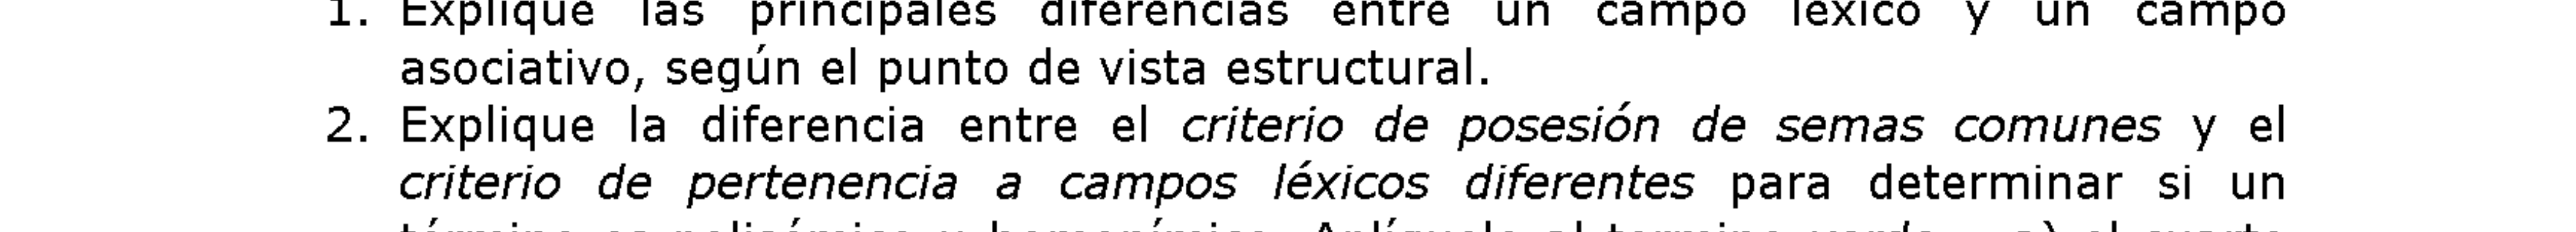 1. Explique las principales diferencias entre un campo léxico y un campo
asociativo, según el punto de vista estructural.
2. Explique la diferencia entre el criterio de posesión de semas comunes y el
criterio de pertenencia a campos léxicos diferentes para determinar si un